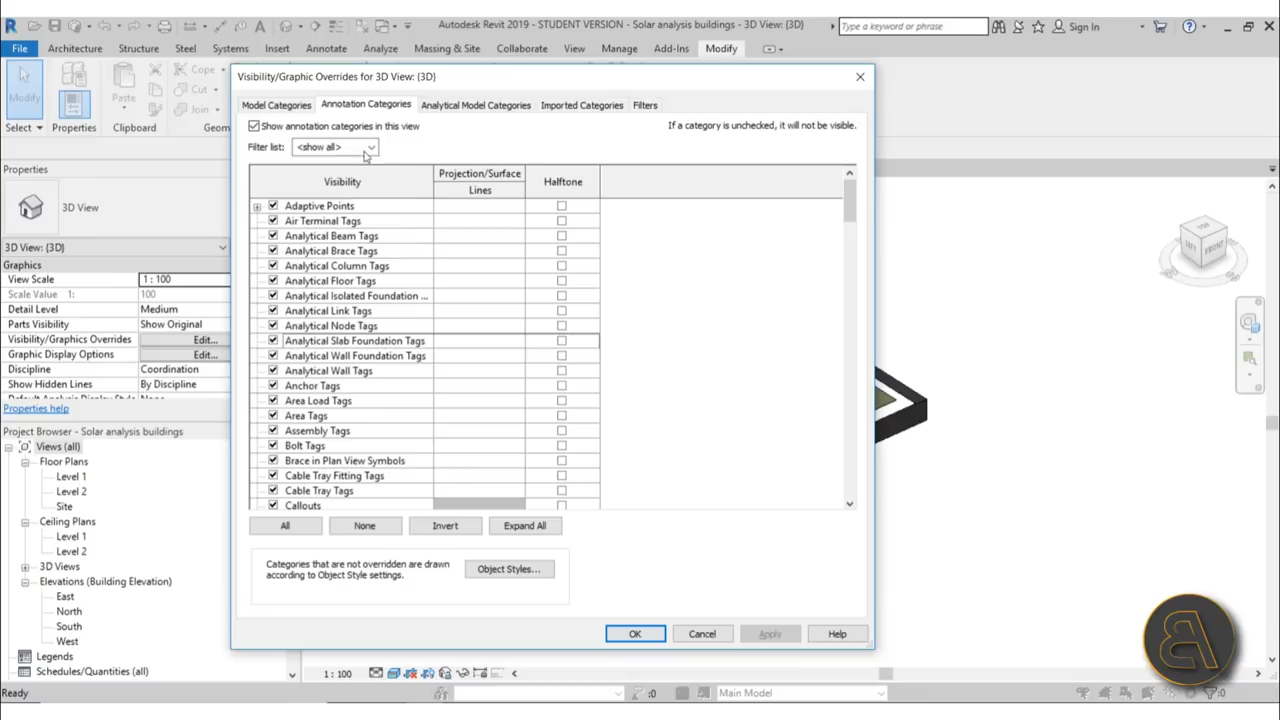 Autodesk Revit 2019 - STUDENT VERSION - Solar analysis buildings - 3D View: {3D}
Type a keyword or phrase
Sign In
File Architecture Structure Steel Systems Insert Annotate Analyze Massing & Site Collaborate View Manage Add-Ins Modify
Modify
Paste
Cope
Cut
Join
Select Properties Clipboard Geom
Visibility/Graphic Overrides for 3D View: {3D}
Model Categories Annotation Categories Analytical Model Categories Imported Categories Filters
Show annotation categories in this view
If a category is unchecked, it will not be visible.
Filter list: <show all>
Visibility
Projection/Surface
Lines
Halftone
Adaptive Points
Air Terminal Tags
Analytical Beam Tags
Analytical Brace Tags
Analytical Column Tags
Analytical Floor Tags
Analytical Isolated Foundation ...
Analytical Link Tags
Analytical Node Tags
Analytical Slab Foundation Tags
Analytical Wall Foundation Tags
Analytical Wall Tags
Anchor Tags
Area Load Tags
Area Tags
Assembly Tags
Bolt Tags
Brace in Plan View Symbols
Cable Tray Fitting Tags
Cable Tray Tags
Callouts
All None Invert Expand All
Categories that are not overridden are drawn
according to Object Style settings.
Object Styles...
OK Cancel Apply Help
Properties
3D View
3D View: {3D}
Graphics
View Scale 1 : 100
Scale Value 1: 100
Detail Level Medium
Parts Visibility Show Original
Visibility/Graphics Overrides Edit...
Graphic Display Options Edit...
Discipline Coordination
Show Hidden Lines By Discipline
Default Analysis Display Style None
Properties help
Project Browser - Solar analysis buildings
Views (all)
Floor Plans
Level 1
Level 2
Site
Ceiling Plans
Level 1
Level 2
3D Views
Elevations (Building Elevation)
East
North
South
West
Legends
Schedules/Quantities (all)
TOP
LEFT
FRONT
1 : 100
Ready
:0
Main Model
:0